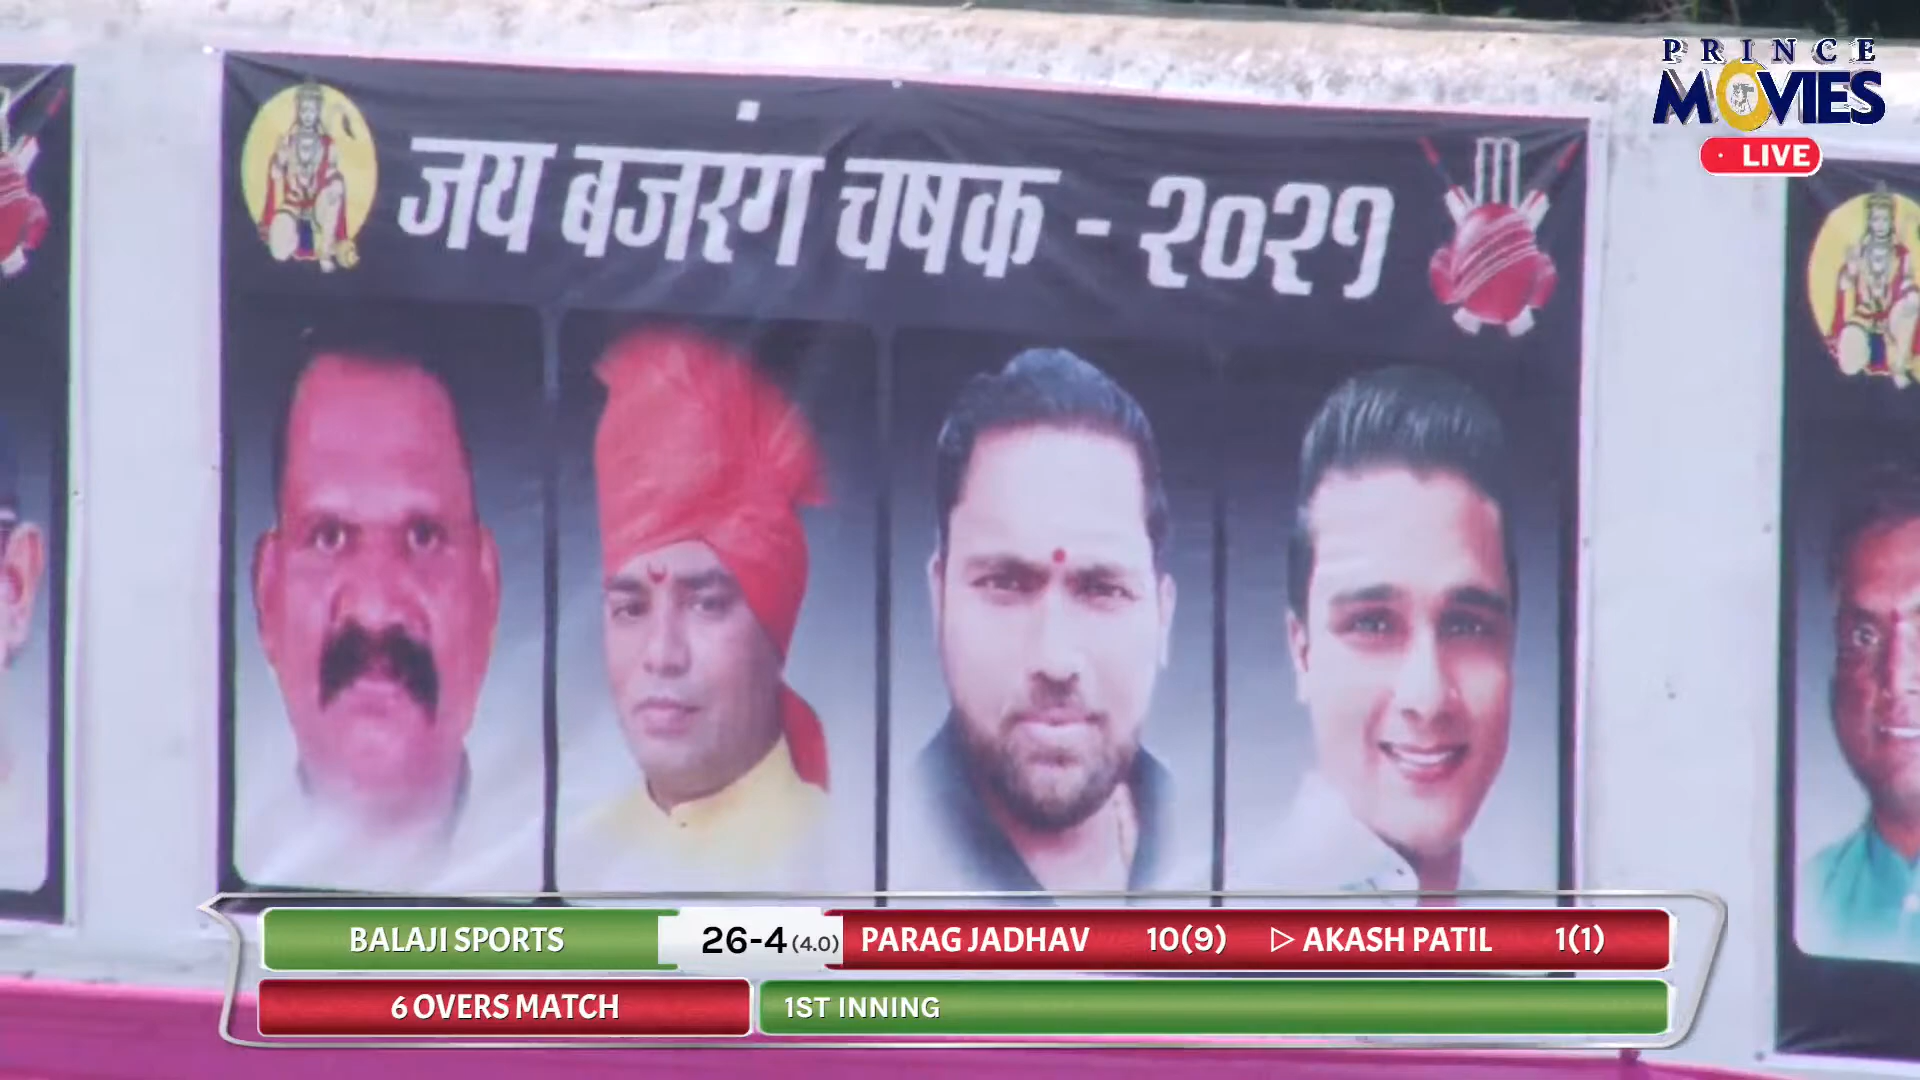 PRINCE
MOVIES
LIVE
जय बजरंग चषक - २०२१
BALAJI SPORTS 26-4 (4.0) PARAG JADHAV 10(9) ▷ AKASH PATIL 1(1)
6 OVERS MATCH 1ST INNING